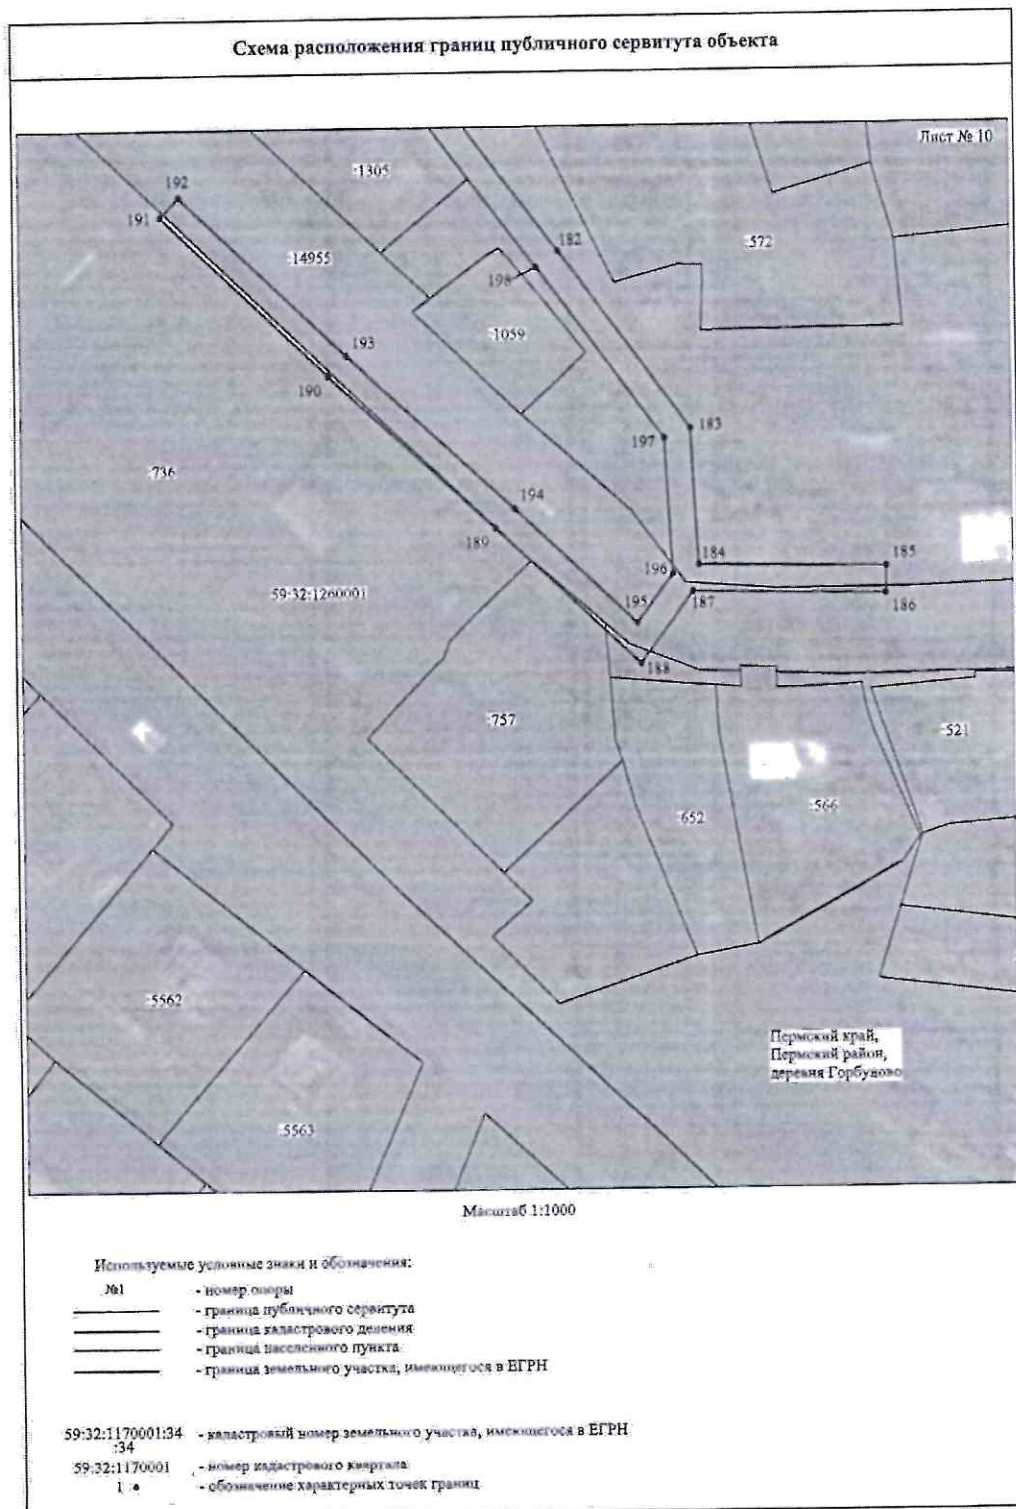 Схема расположения границ публичного сервитута объекта
Лист № 10
:1305
192
191
182
:572
:14955
198
:1059
193
190
183
197
:736
194
189
184
185
196
59:32:1260001
195
187
186
188
:757
:521
:652
:566
:5562
Пермский край,
Пермский район,
деревня Горбуново
:5563
Масштаб 1:1000
Используемые условные знаки и обозначения:
№1 - номер опоры
- граница публичного сервитута
- граница кадастрового деления
- граница населенного пункта
- граница земельного участка, имеющегося в ЕГРН
59:32:1170001:34 - кадастровый номер земельного участка, имеющегося в ЕГРН
:34
59:32:1170001 - номер кадастрового квартала
1 - обозначение характерных точек границ